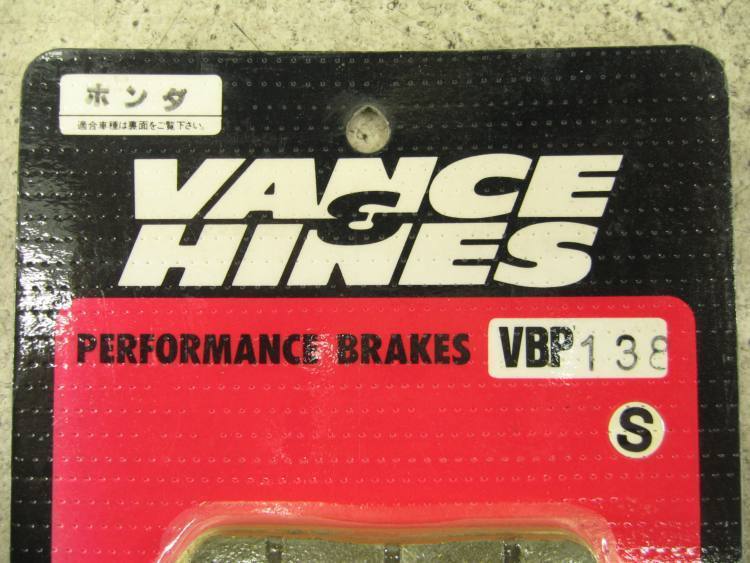 ホンダ
適合車種は裏面をご覧下さい。
VANCE
&
HINES
PERFORMANCE BRAKES VBP138
S